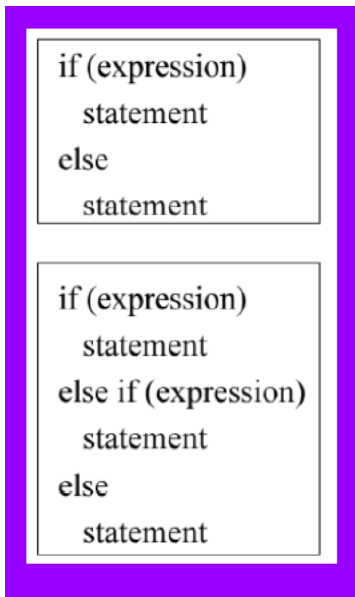 if (expression)
statement
else
statement
if (expression)
statement
else if (expression)
statement
else
statement